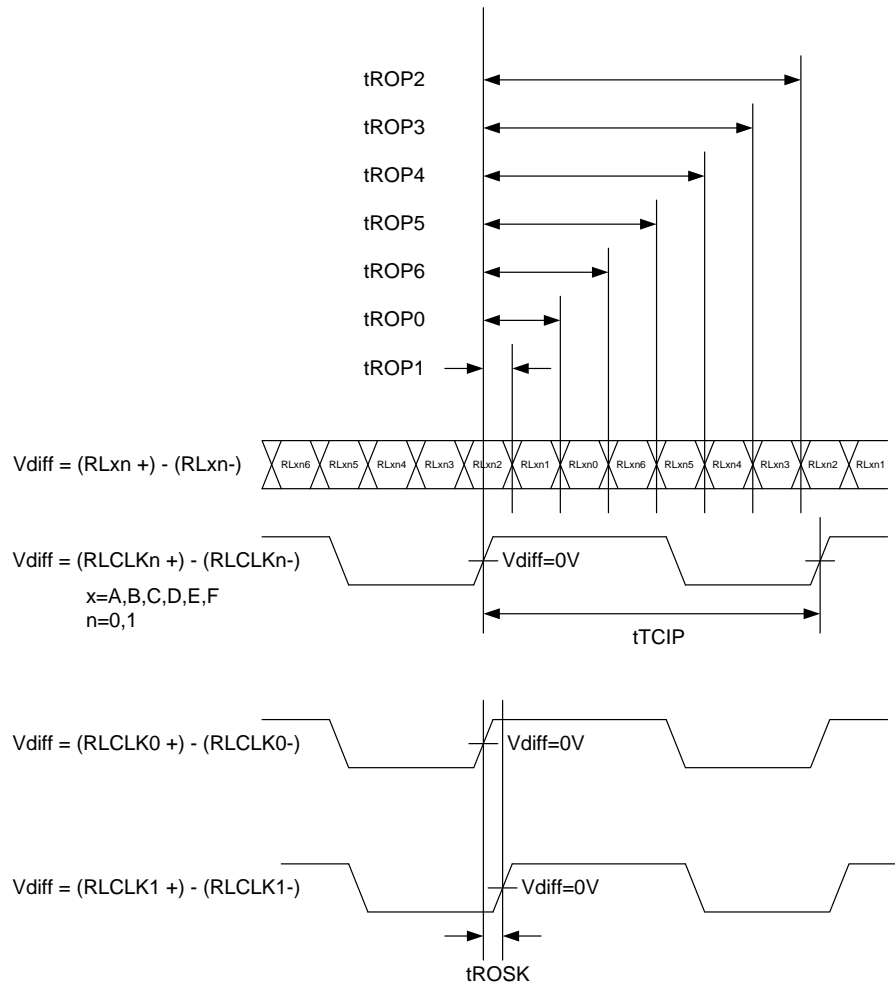 tROP2
tROP3
tROP4
tROP5
tROP6
tROP0
tROP1
Vdiff = (RLxn +) - (RLxn-)
RLxn6 RLxn5 RLxn4 RLxn3 RLxn2 RLxn1 RLxn0 RLxn6 RLxn5 RLxn4 RLxn3 RLxn2 RLxn1
Vdiff = (RLCLKn +) - (RLCLKn-) Vdiff=0V
x=A,B,C,D,E,F
n=0,1
tTCIP
Vdiff = (RLCLK0 +) - (RLCLK0-) Vdiff=0V
Vdiff = (RLCLK1 +) - (RLCLK1-) Vdiff=0V
tROSK